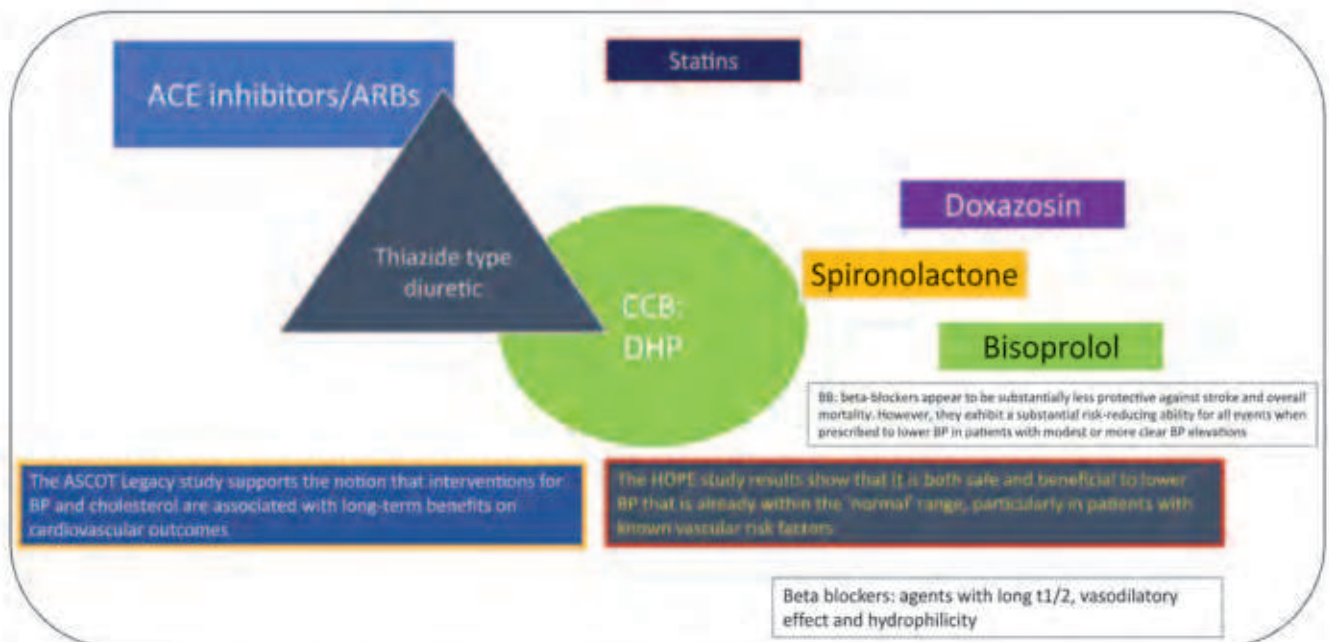 ACE inhibitors/ARBs
Statins
Doxazosin
Thiazide type
diuretic
Spironolactone
CCB:
DHP
Bisoprolol
BB: beta-blockers appear to be substantially less protective against stroke and overall
mortality. However, they exhibit a substantial risk-reducing ability for all events when
prescribed to lower BP in patients with modest or more clear BP elevations
The ASCOT Legacy study supports the notion that interventions for
BP and cholesterol are associated with long-term benefits on
cardiovascular outcomes
The HOPE study results show that it is both safe and beneficial to lower
BP that is already within the 'normal' range, particularly in patients with
known vascular risk factors
Beta blockers: agents with long t1/2, vasodilatory
effect and hydrophilicity